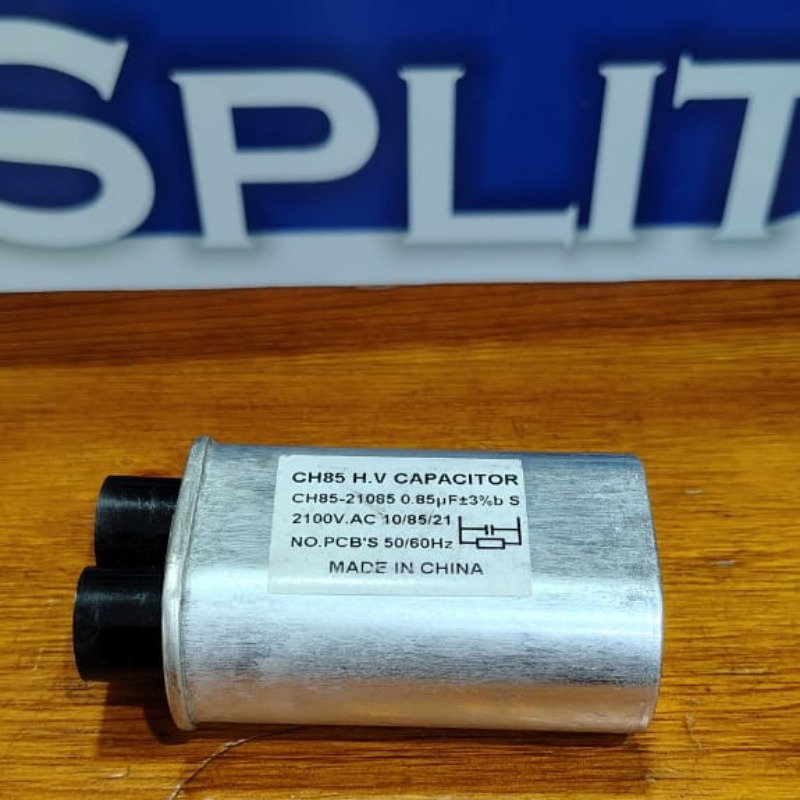 SPLIT
CH85 H.V CAPACITOR
CH85-21085 0.85µF±3%b S
2100V.AC 10/85/21
NO.PCB'S 50/60Hz
MADE IN CHINA